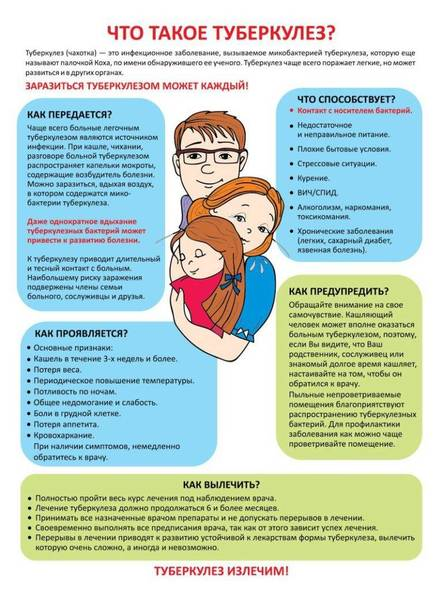 ЧТО ТАКОЕ ТУБЕРКУЛЕЗ?
Туберкулез (чахотка) — это инфекционное заболевание, вызываемое микобактерией туберкулеза, которую еще
называют палочкой Коха, по имени обнаружившего ее ученого. Туберкулез чаще всего поражает легкие, но может
развиться и в других органах.
ЗАРАЗИТЬСЯ ТУБЕРКУЛЕЗОМ МОЖЕТ КАЖДЫЙ!
КАК ПЕРЕДАЕТСЯ?
Чаще всего больные легочным
туберкулезом являются источником
инфекции. При кашле, чихании,
разговоре больной туберкулезом
распространяет капельки мокроты,
содержащие возбудитель болезни.
Можно заразиться, вдыхая воздух,
в котором содержатся мико-
бактерии туберкулеза.
Даже однократное вдыхание
туберкулезных бактерий может
привести к развитию болезни.
К туберкулезу приводит длительный
и тесный контакт с больным.
Наибольшему риску заражения
подвержены члены семьи
больного, сослуживцы и друзья.
ЧТО СПОСОБСТВУЕТ?
• Контакт с носителем бактерий.
• Недостаточное
и неправильное питание.
• Плохие бытовые условия.
• Стрессовые ситуации.
• Курение.
• ВИЧ/СПИД.
• Алкоголизм, наркомания,
токсикомания.
• Хронические заболевания
(легких, сахарный диабет,
язвенная болезнь).
КАК ПРЕДУПРЕДИТЬ?
Обращайте внимание на свое
самочувствие. Кашляющий
человек может вполне оказаться
больным туберкулезом, поэтому,
если Вы видите, что Ваш
родственник, сослуживец или
знакомый долгое время кашляет,
настаивайте на том, чтобы он
обратился к врачу.
Пыльные непроветриваемые
помещения благоприятствуют
распространению туберкулезных
бактерий. Для профилактики
заболевания как можно чаще
проветривайте помещение.
КАК ПРОЯВЛЯЕТСЯ?
• Основные признаки:
• Кашель в течение 3-х недель и более.
• Потеря веса.
• Периодическое повышение температуры.
• Потливость по ночам.
• Общее недомогание и слабость.
• Боли в грудной клетке.
• Потеря аппетита.
• Кровохаркание.
При наличии симптомов, немедленно
обратитесь к врачу.
КАК ВЫЛЕЧИТЬ?
• Полностью пройти весь курс лечения под наблюдением врача.
• Лечение туберкулеза должно продолжаться 6 и более месяцев.
• Принимать все назначенные врачом препараты и не допускать перерывов в лечении.
• Своевременно выполнять все предписания врача, так как от этого зависит успех лечения.
• Перерывы в лечении приводят к развитию устойчивой к лекарствам формы туберкулеза, вылечить
которую очень сложно, а иногда и невозможно.
ТУБЕРКУЛЕЗ ИЗЛЕЧИМ!